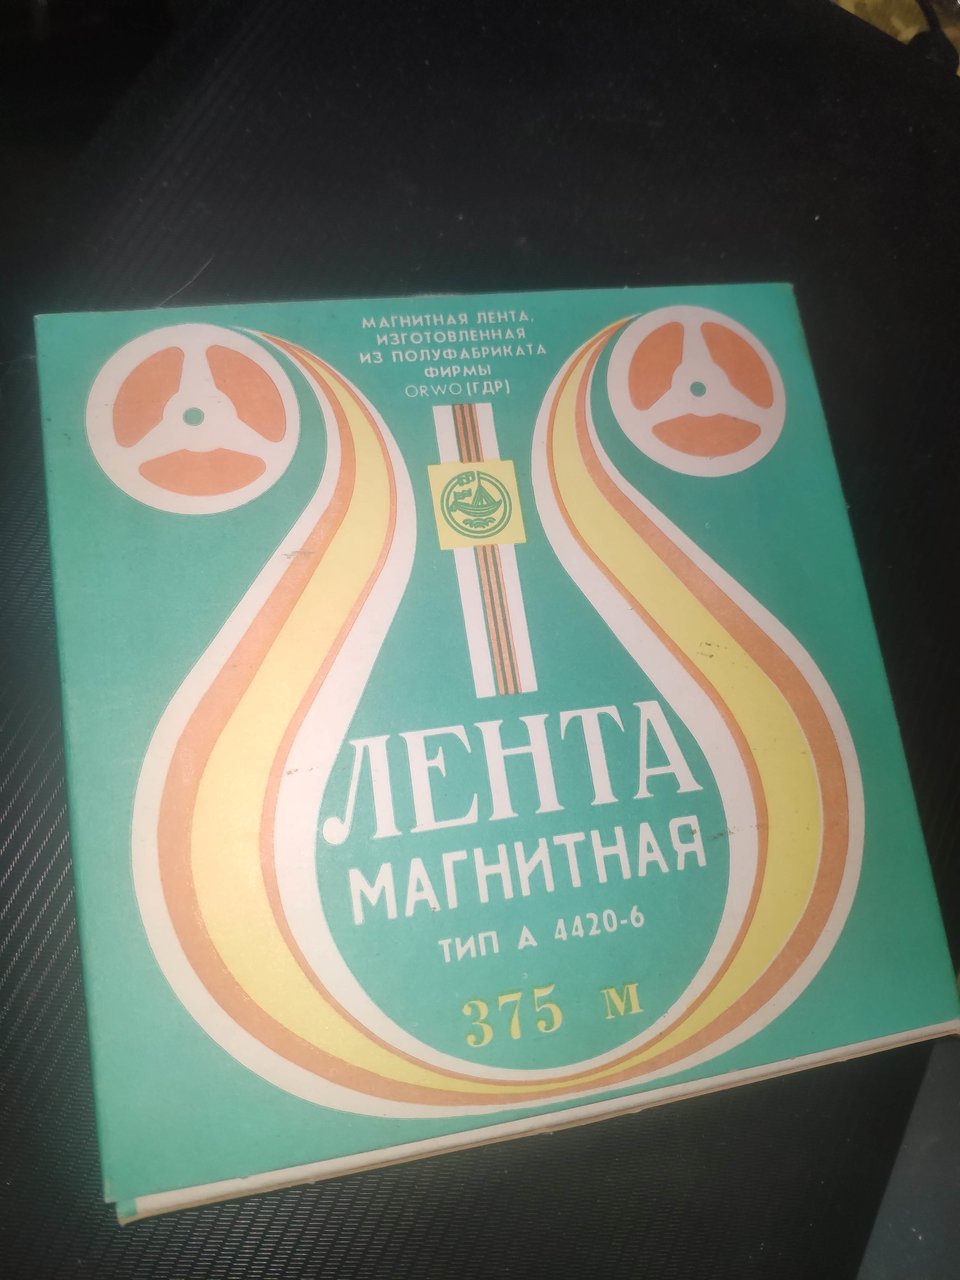 МАГНИТНАЯ ЛЕНТА,
ИЗГОТОВЛЕННАЯ
ИЗ ПОЛУФАБРИКАТА
ФИРМЫ
ORWO (ГДР)
ЛЕНТА
МАГНИТНАЯ
ТИП А 4420-6
375 М